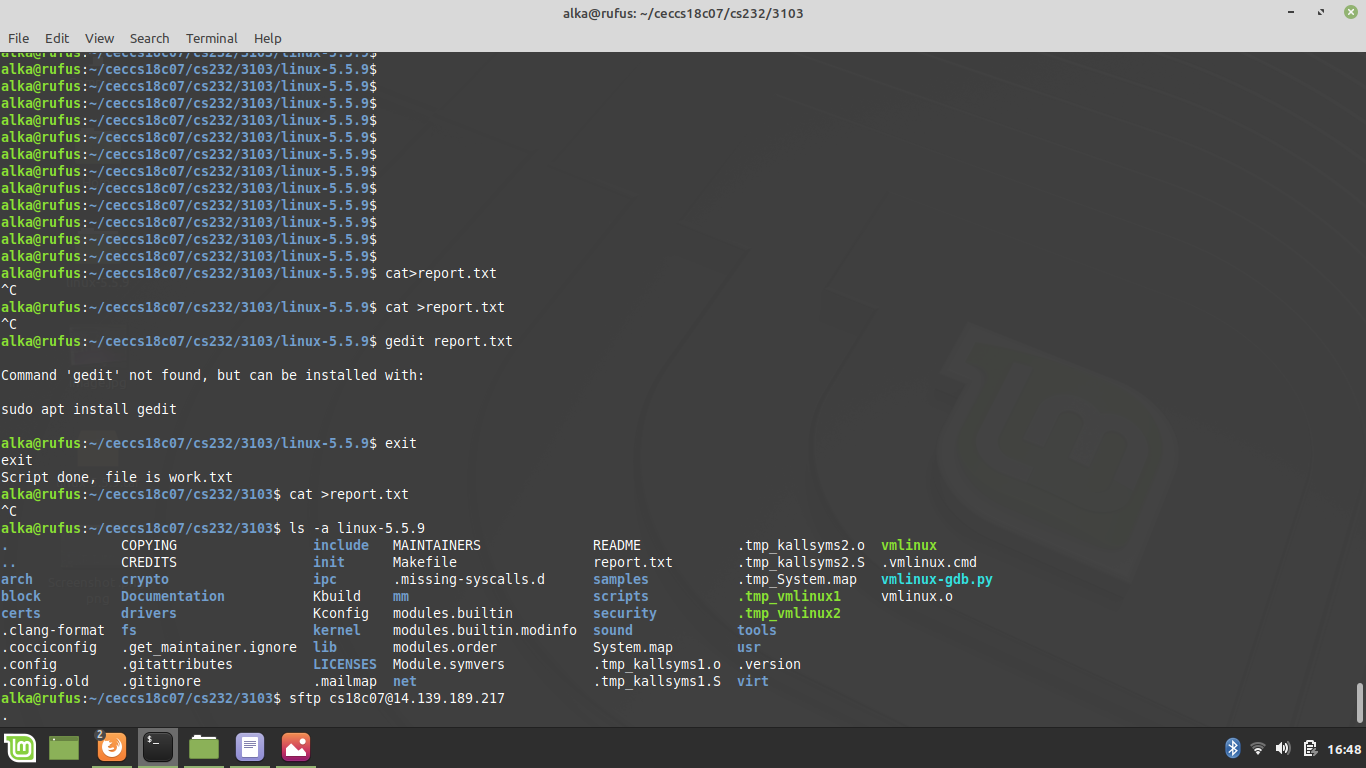 alka@rufus: ~/ceccs18c07/cs232/3103
File Edit View Search Terminal Help
alka@rufus:~/ceccs18c07/cs232/3103/linux-5.5.9$
alka@rufus:~/ceccs18c07/cs232/3103/linux-5.5.9$
alka@rufus:~/ceccs18c07/cs232/3103/linux-5.5.9$
alka@rufus:~/ceccs18c07/cs232/3103/linux-5.5.9$
alka@rufus:~/ceccs18c07/cs232/3103/linux-5.5.9$
alka@rufus:~/ceccs18c07/cs232/3103/linux-5.5.9$
alka@rufus:~/ceccs18c07/cs232/3103/linux-5.5.9$
alka@rufus:~/ceccs18c07/cs232/3103/linux-5.5.9$
alka@rufus:~/ceccs18c07/cs232/3103/linux-5.5.9$
alka@rufus:~/ceccs18c07/cs232/3103/linux-5.5.9$
alka@rufus:~/ceccs18c07/cs232/3103/linux-5.5.9$
alka@rufus:~/ceccs18c07/cs232/3103/linux-5.5.9$
alka@rufus:~/ceccs18c07/cs232/3103/linux-5.5.9$
alka@rufus:~/ceccs18c07/cs232/3103/linux-5.5.9$ cat>report.txt
^C
alka@rufus:~/ceccs18c07/cs232/3103/linux-5.5.9$ cat >report.txt
^C
alka@rufus:~/ceccs18c07/cs232/3103/linux-5.5.9$ gedit report.txt
Command 'gedit' not found, but can be installed with:
sudo apt install gedit
alka@rufus:~/ceccs18c07/cs232/3103/linux-5.5.9$ exit
exit
Script done, file is work.txt
alka@rufus:~/ceccs18c07/cs232/3103$ cat >report.txt
^C
alka@rufus:~/ceccs18c07/cs232/3103$ ls -a linux-5.5.9
. COPYING include MAINTAINERS README .tmp_kallsyms2.o vmlinux
.. CREDITS init Makefile report.txt .tmp_kallsyms2.S .vmlinux.cmd
arch crypto ipc .missing-syscalls.d samples .tmp_System.map vmlinux-gdb.py
block Documentation Kbuild mm scripts .tmp_vmlinux1 vmlinux.o
certs drivers Kconfig modules.builtin security .tmp_vmlinux2
.clang-format fs kernel modules.builtin.modinfo sound tools
.cocciconfig .get_maintainer.ignore lib modules.order System.map usr
.config .gitattributes LICENSES Module.symvers .tmp_kallsyms1.o .version
.config.old .gitignore .mailmap net .tmp_kallsyms1.S virt
alka@rufus:~/ceccs18c07/cs232/3103$ sftp cs18c07@14.139.189.217
.
2
$_
16:48